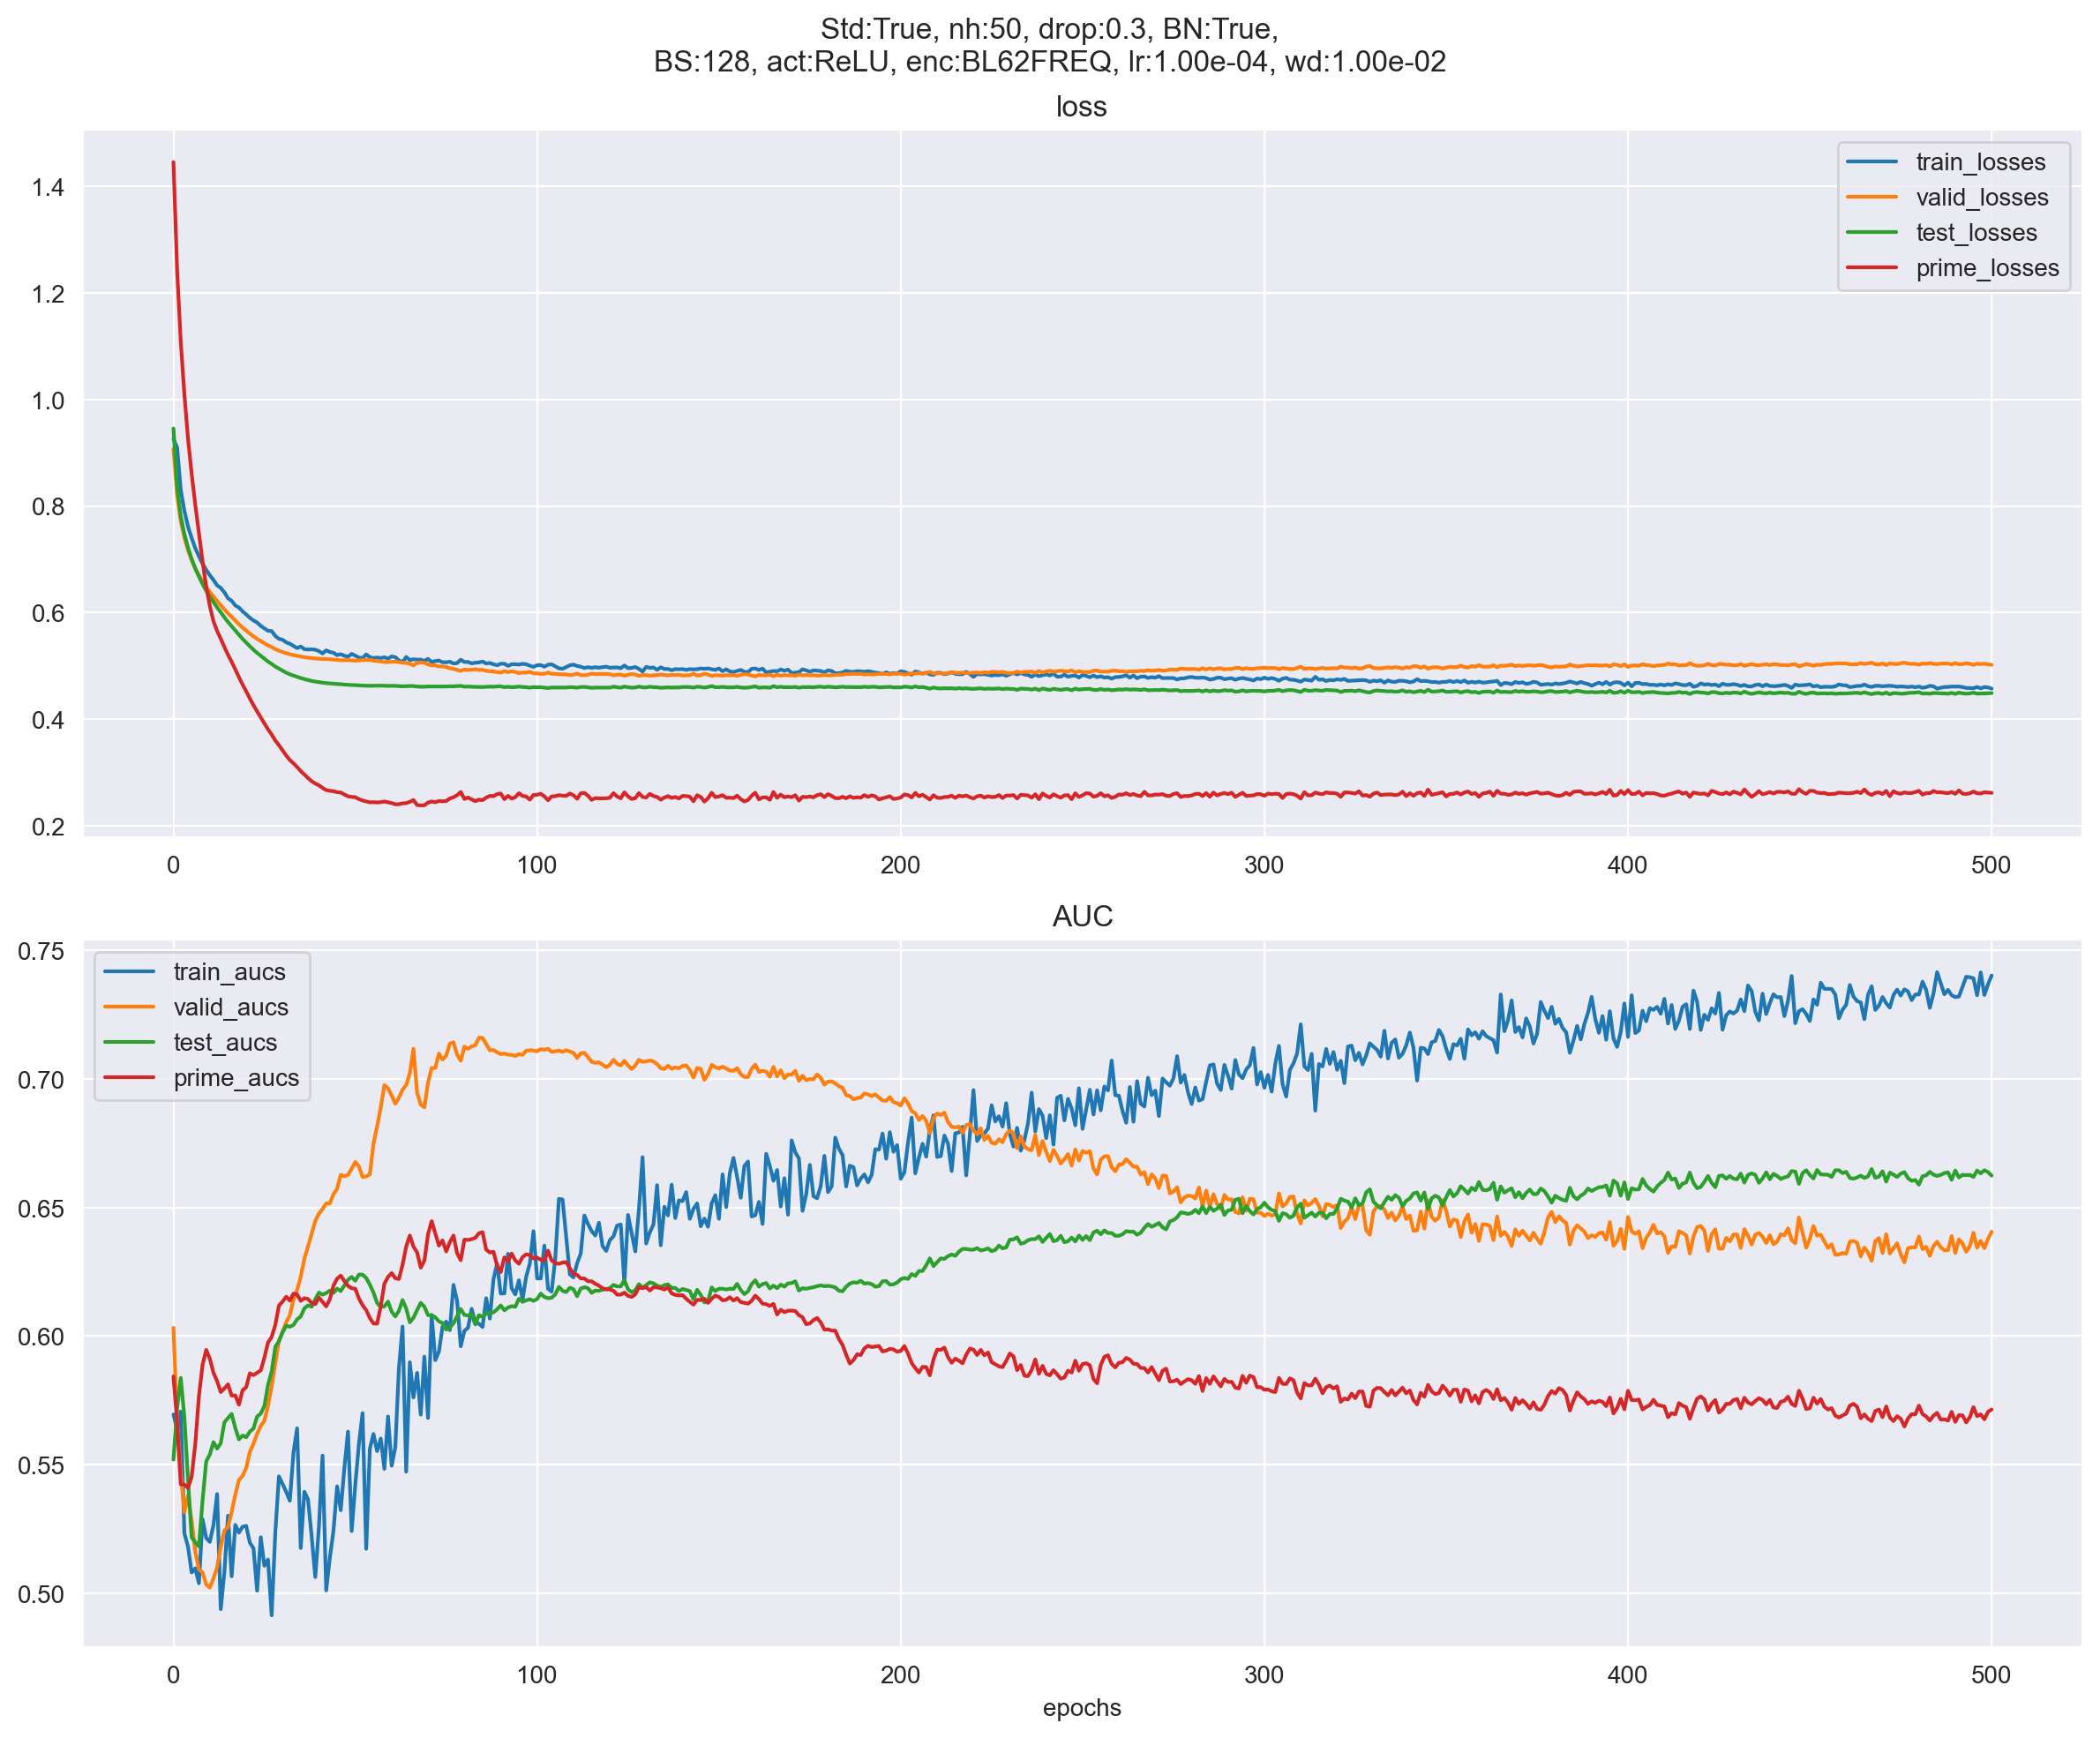 Std:True, nh:50, drop:0.3, BN:True,
BS:128, act:ReLU, enc:BL62FREQ, lr:1.00e-04, wd:1.00e-02
loss
train_losses
valid_losses
test_losses
prime_losses
1.4
1.2
1.0
0.8
0.6
0.4
0.2
0 100 200 300 400 500
AUC
train_aucs
valid_aucs
test_aucs
prime_aucs
0.75
0.70
0.65
0.60
0.55
0.50
0 100 200 300 400 500
epochs